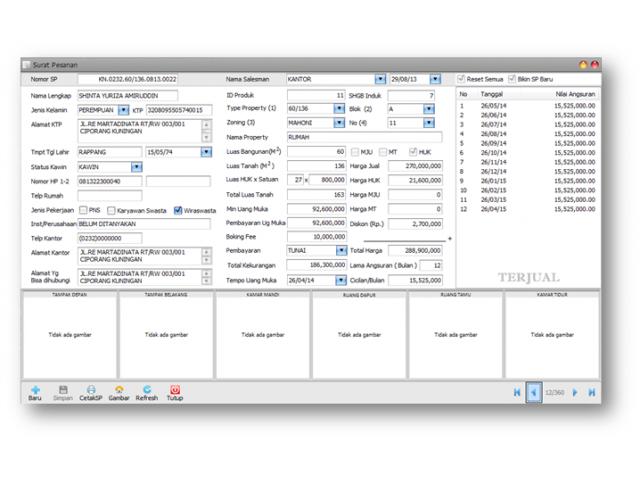 Surat Pesanan
Nomor SP KN.0232.60/136.0813.0022 Nama Salesman KANTOR 29/08/13 Reset Semua Bikin SP Baru
Nama Lengkap SHINTA YURIZA AMIRUDDIN
Jenis Kelamin PEREMPUAN KTP 3208095505740015
Alamat KTP JL.RE MARTADINATA RT/RW 003/001
CIPORANG KUNINGAN
Tmpt Tgl Lahir RAPPANG 15/05/74
Status Kawin KAWIN
Nomor HP 1-2 081322300040
Telp Rumah
Jenis Pekerjaan PNS Karyawan Swasta Wiraswasta
Inst/Perusahaan BELUM DITANYAKAN
Telp Kantor (0232)0000000
Alamat Kantor JL.RE MARTADINATA RT/RW 003/001
CIPORANG KUNINGAN
Alamat Yg
Bisa dihubungi JL.RE MARTADINATA RT/RW 003/001
CIPORANG KUNINGAN
ID Produk 11 SHGB Induk 7
Type Property (1) 60/136 Blok (2) A
Zoning (3) MAHONI No (4) 11
Nama Property RUMAH
Luas Bangunan(M²) 60 MJU MT HUK
Luas Tanah (M²) 136 Harga Jual 270,000,000
Luas HUK x Satuan 27 x 800,000 Harga HUK 21,600,000
Total Luas Tanah 163 Harga MJU 0
Min Uang Muka 92,600,000 Harga MT 0
Pembayaran Ug Muka 92,600,000 Diskon (Rp.) 2,700,000
Boking Fee 10,000,000 +
Pembayaran TUNAI Total Harga 288,900,000
Total Kekurangan 186,300,000 Lama Angsuran ( Bulan ) 12
Tempo Uang Muka 26/04/14 Cicilan/Bulan 15,525,000
No Tanggal Nilai Angsuran
1 26/05/14 15,525,000.00
2 26/06/14 15,525,000.00
3 26/07/14 15,525,000.00
4 26/08/14 15,525,000.00
5 26/09/14 15,525,000.00
6 26/10/14 15,525,000.00
7 26/11/14 15,525,000.00
8 26/12/14 15,525,000.00
9 26/01/15 15,525,000.00
10 26/02/15 15,525,000.00
11 26/03/15 15,525,000.00
12 26/04/15 15,525,000.00
TERJUAL
TAMPAK DEPAN TAMPAK BELAKANG KAMAR MANDI RUANG DAPUR RUANG TAMU KAMAR TIDUR
Tidak ada gambar Tidak ada gambar Tidak ada gambar Tidak ada gambar Tidak ada gambar Tidak ada gambar
Baru Simpan CetakSP Gambar Refresh Tutup 12/360